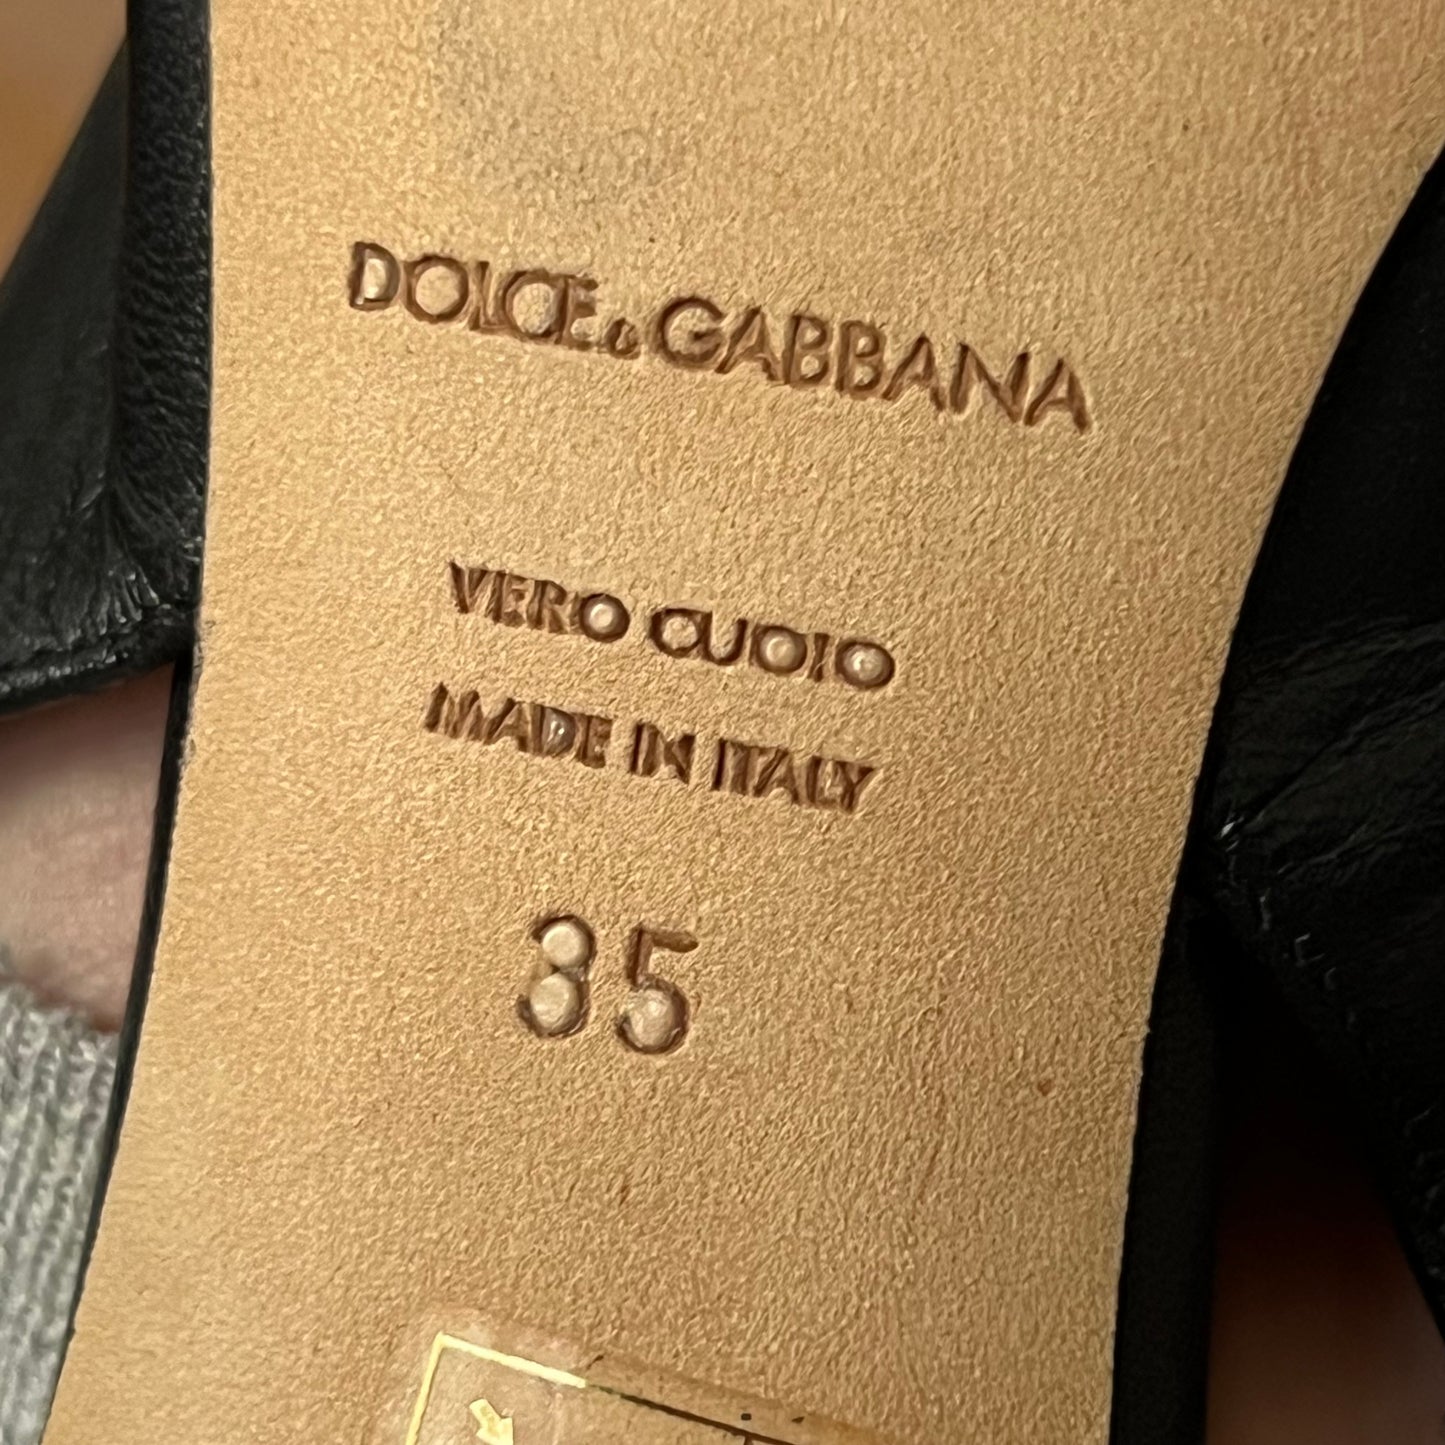 DOLCE & GABBANA
VERO CUOIO
MADE IN ITALY
35